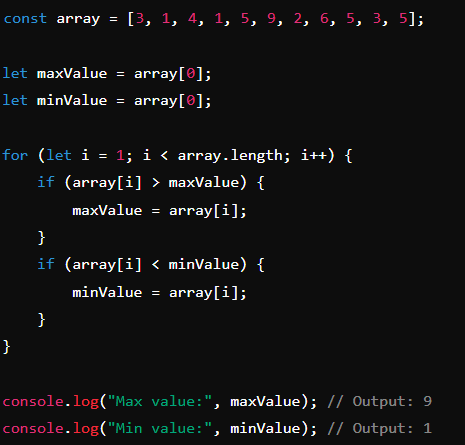 const array = [3, 1, 4, 1, 5, 9, 2, 6, 5, 3, 5];
let maxValue = array[0];
let minValue = array[0];
for (let i = 1; i < array.length; i++) {
    if (array[i] > maxValue) {
        maxValue = array[i];
    }
    if (array[i] < minValue) {
        minValue = array[i];
    }
}
console.log("Max value:", maxValue); // Output: 9
console.log("Min value:", minValue); // Output: 1